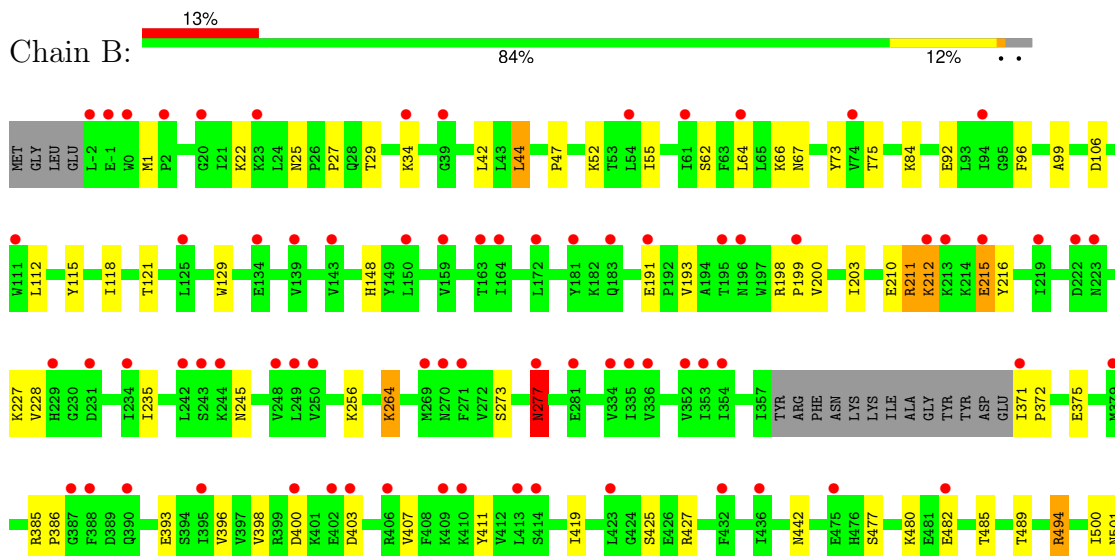 13%
Chain B:
84% 12% • •
MET GLY LEU GLU L-2 E-1 W0 M1 P2 G20 I21 K22 K23 L24 N25 P26 P27 Q28 T29 K34 G39 L42 L43 L44 P47 K52 T53 L54 I55 I61 S62 F63 L64 L65 K66 N67 Y73 V74 T75 K84 E92 L93 I94 G95 F96 A99 D106
W111 L112 Y115 I118 T121 L125 W129 E134 V139 V143 H148 Y149 L150 V159 T163 I164 L172 Y181 K182 Q183 E191 P192 V193 A194 T195 N196 W197 R198 P199 V200 I203 E210 R211 K212 K213 K214 E215 Y216 I219 D222 N223
K227 V228 H229 G230 D231 I234 I235 L242 S243 K244 N245 V248 L249 V250 K256 K264 M269 N270 F271 V272 S273 N277 E281 V334 I335 V336 V352 I353 I354 I357 TYR ARG PHE ASN LYS LYS ILE ALA GLY TYR TYR ASP GLU I371 P372 E375 M379
R385 P386 G387 F388 D389 Q390 E393 S394 I395 V396 V397 V398 R399 D400 K401 E402 D403 R406 V407 F408 K409 K410 Y411 V412 L413 S414 I419 L423 G424 S425 E426 R427 F432 I436 N442 E475 H476 S477 K480 E481 E482 T485 T489 R494 I500 W501